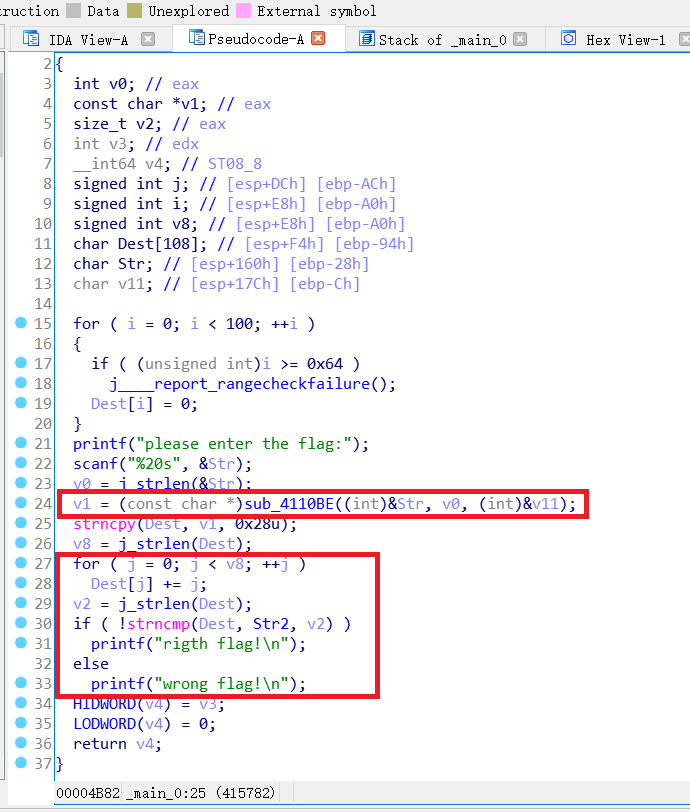 truction Data Unexplored External symbol
IDA View-A Pseudocode-A Stack of _main_0 Hex View-1
2 {
3 int v0; // eax
4 const char *v1; // eax
5 size_t v2; // eax
6 int v3; // edx
7 __int64 v4; // ST08_8
8 signed int j; // [esp+DCh] [ebp-ACh]
9 signed int i; // [esp+E8h] [ebp-A0h]
10 signed int v8; // [esp+E8h] [ebp-A0h]
11 char Dest[108]; // [esp+F4h] [ebp-94h]
12 char Str; // [esp+160h] [ebp-28h]
13 char v11; // [esp+17Ch] [ebp-Ch]
14
15 for ( i = 0; i < 100; ++i )
16 {
17 if ( (unsigned int)i >= 0x64 )
18 j____report_rangecheckfailure();
19 Dest[i] = 0;
20 }
21 printf("please enter the flag:");
22 scanf("%20s", &Str);
23 v0 = j_strlen(&Str);
24 v1 = (const char *)sub_4110BE((int)&Str, v0, (int)&v11);
25 strncpy(Dest, v1, 0x28u);
26 v8 = j_strlen(Dest);
27 for ( j = 0; j < v8; ++j )
28 Dest[j] += j;
29 v2 = j_strlen(Dest);
30 if ( !strncmp(Dest, Str2, v2) )
31 printf("rigth flag!\n");
32 else
33 printf("wrong flag!\n");
34 HIDWORD(v4) = v3;
35 LODWORD(v4) = 0;
36 return v4;
37 }
00004B82 _main_0:25 (415782)